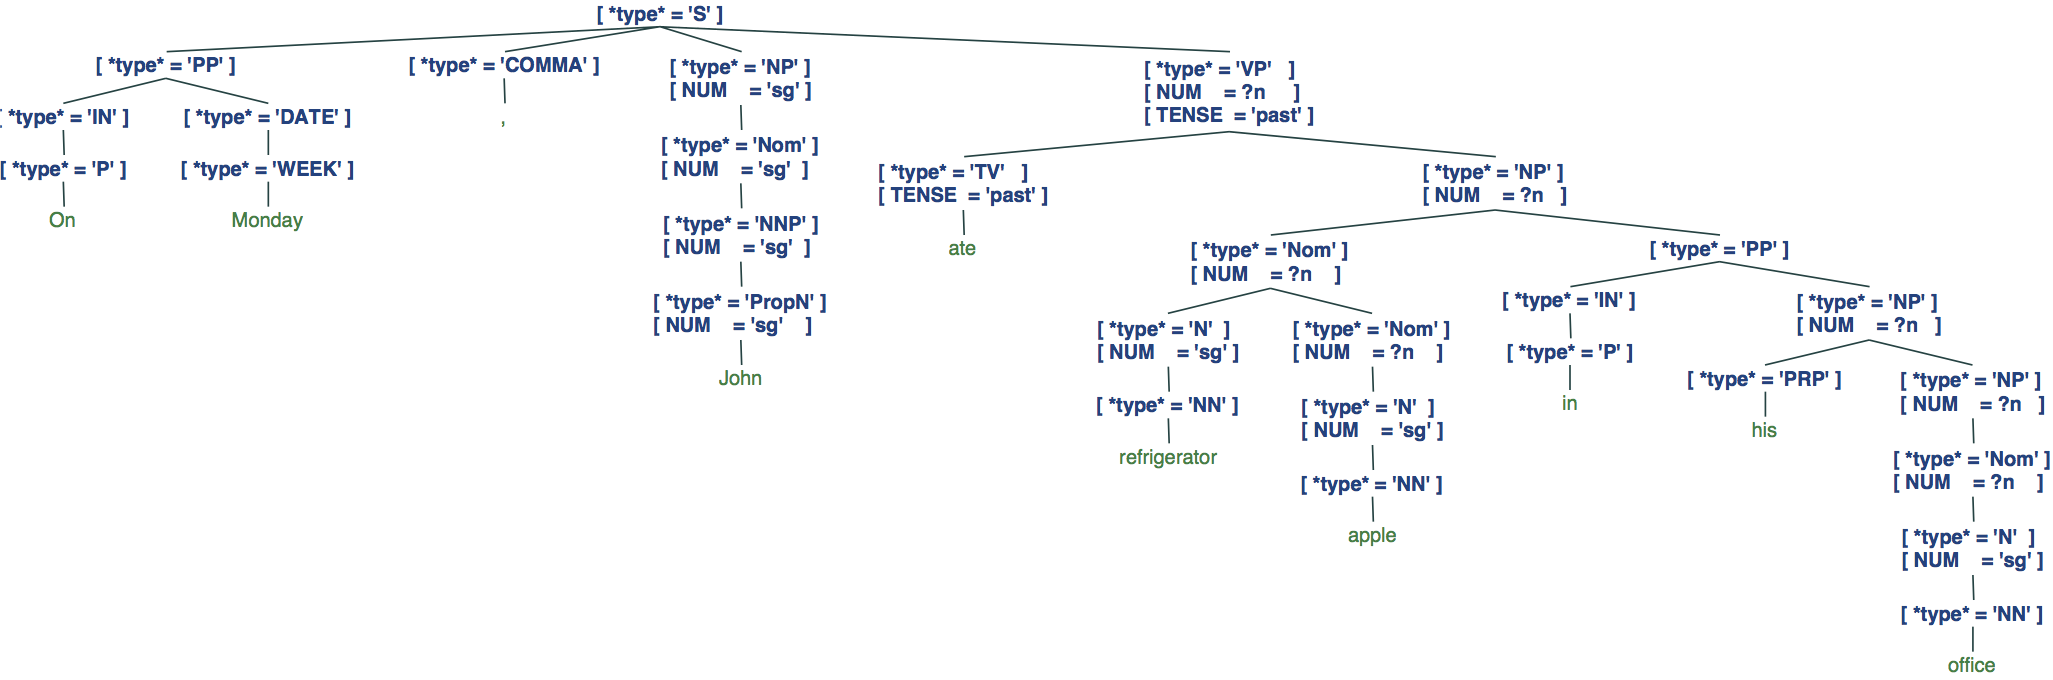 [ *type* = 'S' ]
[ *type* = 'PP' ] [ *type* = 'COMMA' ] [ *type* = 'NP' ] [ *type* = 'VP' ]
[ NUM = 'sg' ] [ NUM = ?n ]
[ TENSE = 'past' ]
*type* = 'IN' ] [ *type* = 'DATE' ] ,
[ *type* = 'Nom' ]
[ NUM = 'sg' ]
[ *type* = 'P' ] [ *type* = 'WEEK' ] [ *type* = 'TV' ] [ *type* = 'NP' ]
[ TENSE = 'past' ] [ NUM = ?n ]
On Monday [ *type* = 'NNP' ]
[ NUM = 'sg' ] ate [ *type* = 'Nom' ] [ *type* = 'PP' ]
[ NUM = ?n ]
[ *type* = 'PropN' ] [ *type* = 'IN' ] [ *type* = 'NP' ]
[ NUM = 'sg' ] [ *type* = 'N' ] [ *type* = 'Nom' ] [ NUM = ?n ]
[ NUM = 'sg' ] [ NUM = ?n ] [ *type* = 'P' ]
John [ *type* = 'PRP' ] [ *type* = 'NP' ]
[ *type* = 'NN' ] [ *type* = 'N' ] in [ NUM = ?n ]
[ NUM = 'sg' ] his
refrigerator [ *type* = 'Nom' ]
[ *type* = 'NN' ] [ NUM = ?n ]
apple [ *type* = 'N' ]
[ NUM = 'sg' ]
[ *type* = 'NN' ]
office